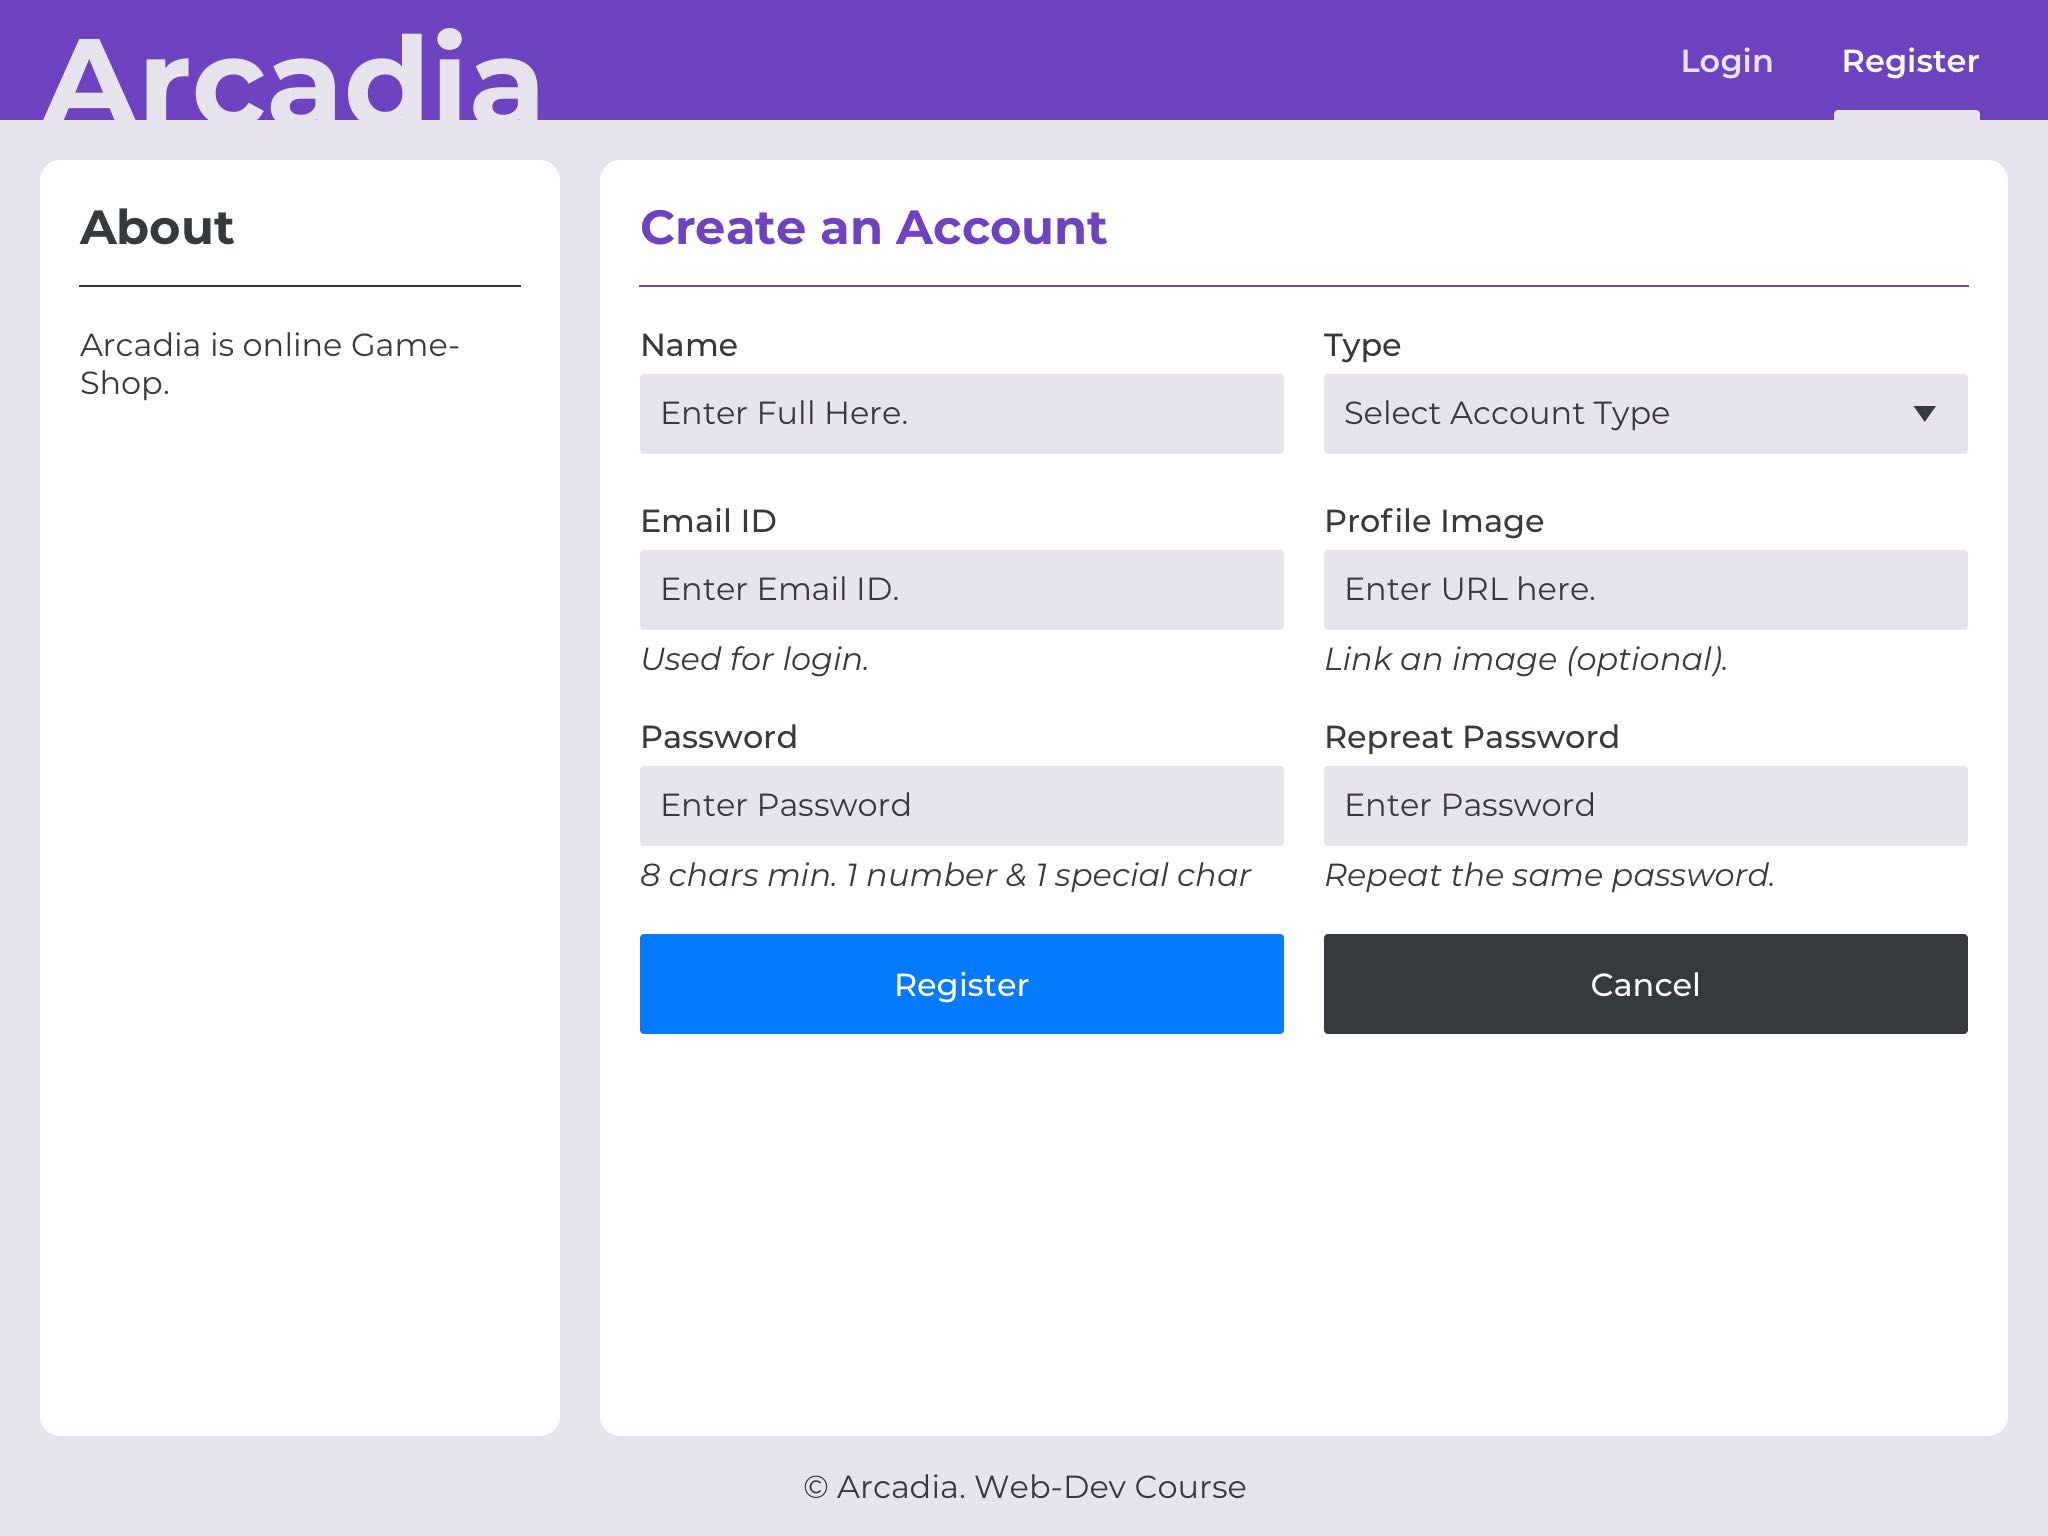 Arcadia
Login
Register
About
Arcadia is online Game-
Shop.
Create an Account
Name
Enter Full Here.
Type
Select Account Type
Email ID
Enter Email ID.
Used for login.
Profile Image
Enter URL here.
Link an image (optional).
Password
Enter Password
8 chars min. 1 number & 1 special char
Repreat Password
Enter Password
Repeat the same password.
Register
Cancel
© Arcadia. Web-Dev Course